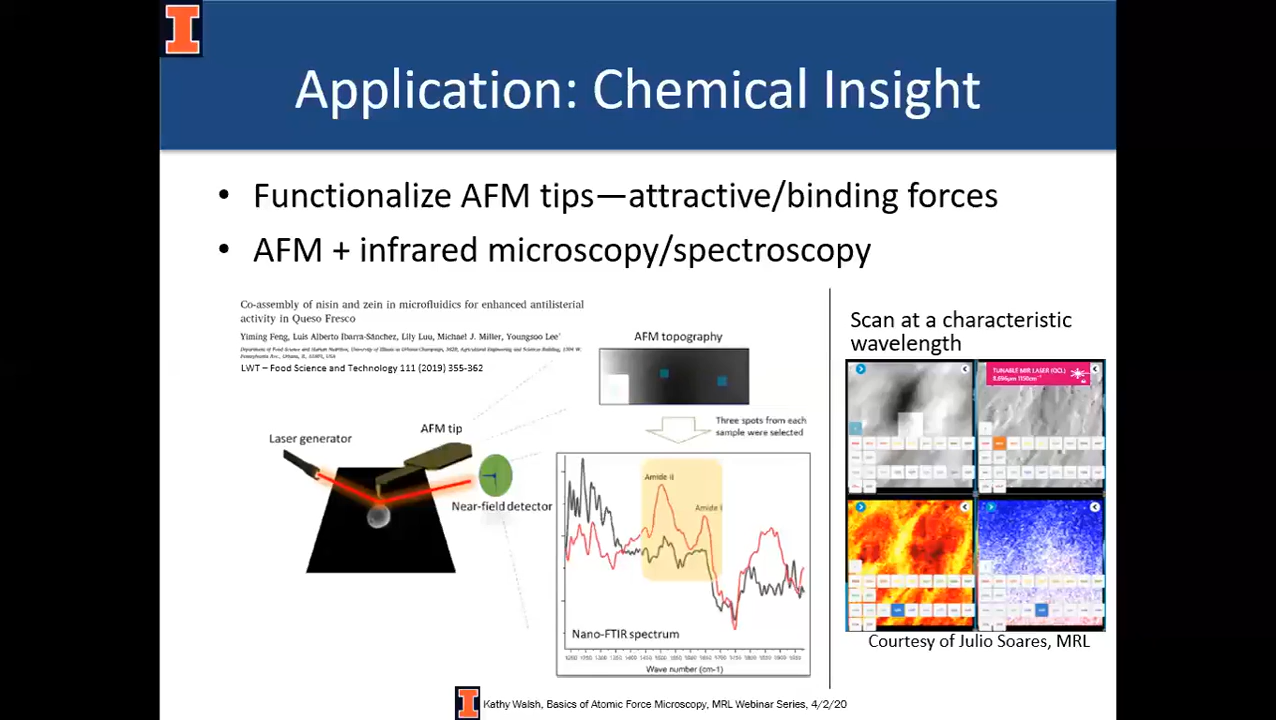 Application: Chemical Insight
• Functionalize AFM tips—attractive/binding forces
• AFM + infrared microscopy/spectroscopy
Co-assembly of nisin and zein in microfluidics for enhanced antilisterial
activity in Queso Fresco
Yiming Feng, Luis Alberto Ibarra-Sánchez, Lily Luu, Michael J. Miller, Youngsoo Lee*
LWT – Food Science and Technology 111 (2019) 355-362
AFM topography
Three spots from each
sample were selected
Laser generator
AFM tip
Near-field detector
Amide II
Amide I
Nano-FTIR spectrum
Wave number (cm-1)
Scan at a characteristic
wavelength
TUNABLE MIR LASER (QCL)
Courtesy of Julio Soares, MRL
Kathy Walsh, Basics of Atomic Force Microscopy, MRL Webinar Series, 4/2/20